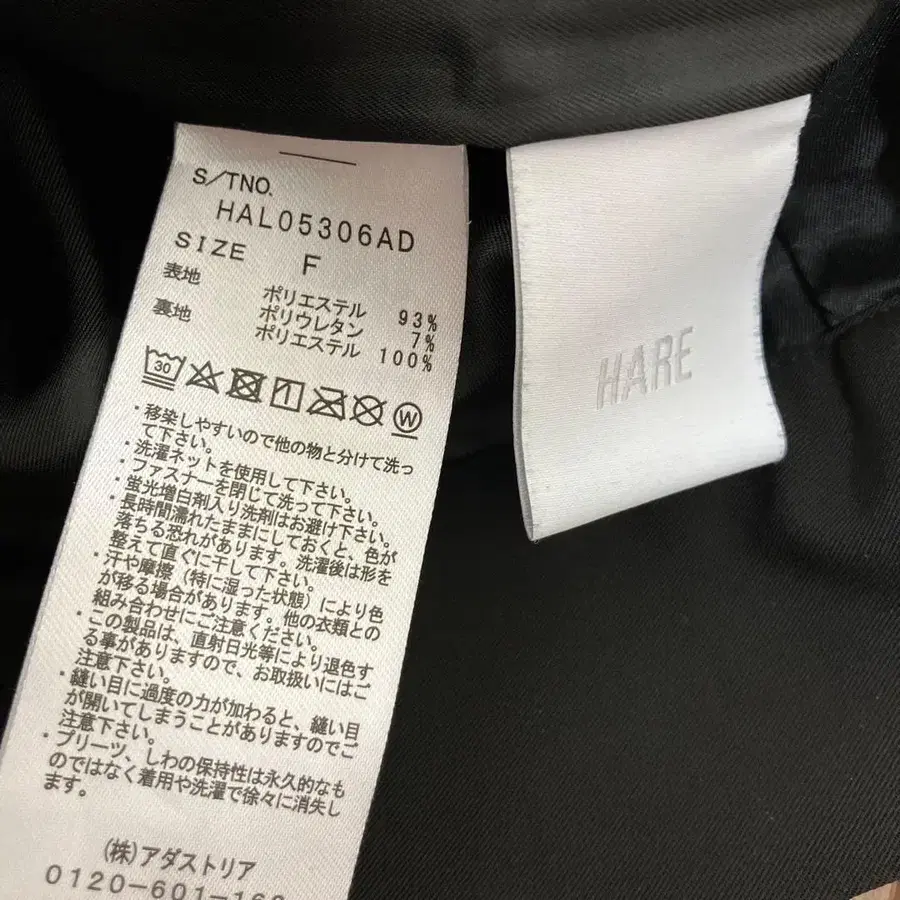 S/TNO.
HAL05306AD
SIZE F
表地 ポリエステル 93%
ポリウレタン 7%
裏地 ポリエステル 100%
30
W
・移染しやすいので他の物と分けて洗っ
て下さい。
・洗濯ネットを使用して下さい。
・ファスナーを閉じて洗って下さい。
・蛍光増白剤入り洗剤はお避け下さい。
・長時間濡れたままにしておくと、色が
落ちる恐れがあります。洗濯後は形を
整えて直ぐに干して下さい。
・汗や摩擦（特に湿った状態）により色
が移る場合があります。他の衣類との
組み合わせにご注意ください。
・この製品は、直射日光等により退色す
る事がありますので、お取扱いにはご
注意下さい。
・縫い目に過度の力が加わると、縫い目
が開いてしまうことがありますのでご
注意下さい。
・プリーツ、しわの保持性は永久的なも
のではなく着用や洗濯で徐々に消失し
ます。
(株)アダストリア
0120-601-16
HARE